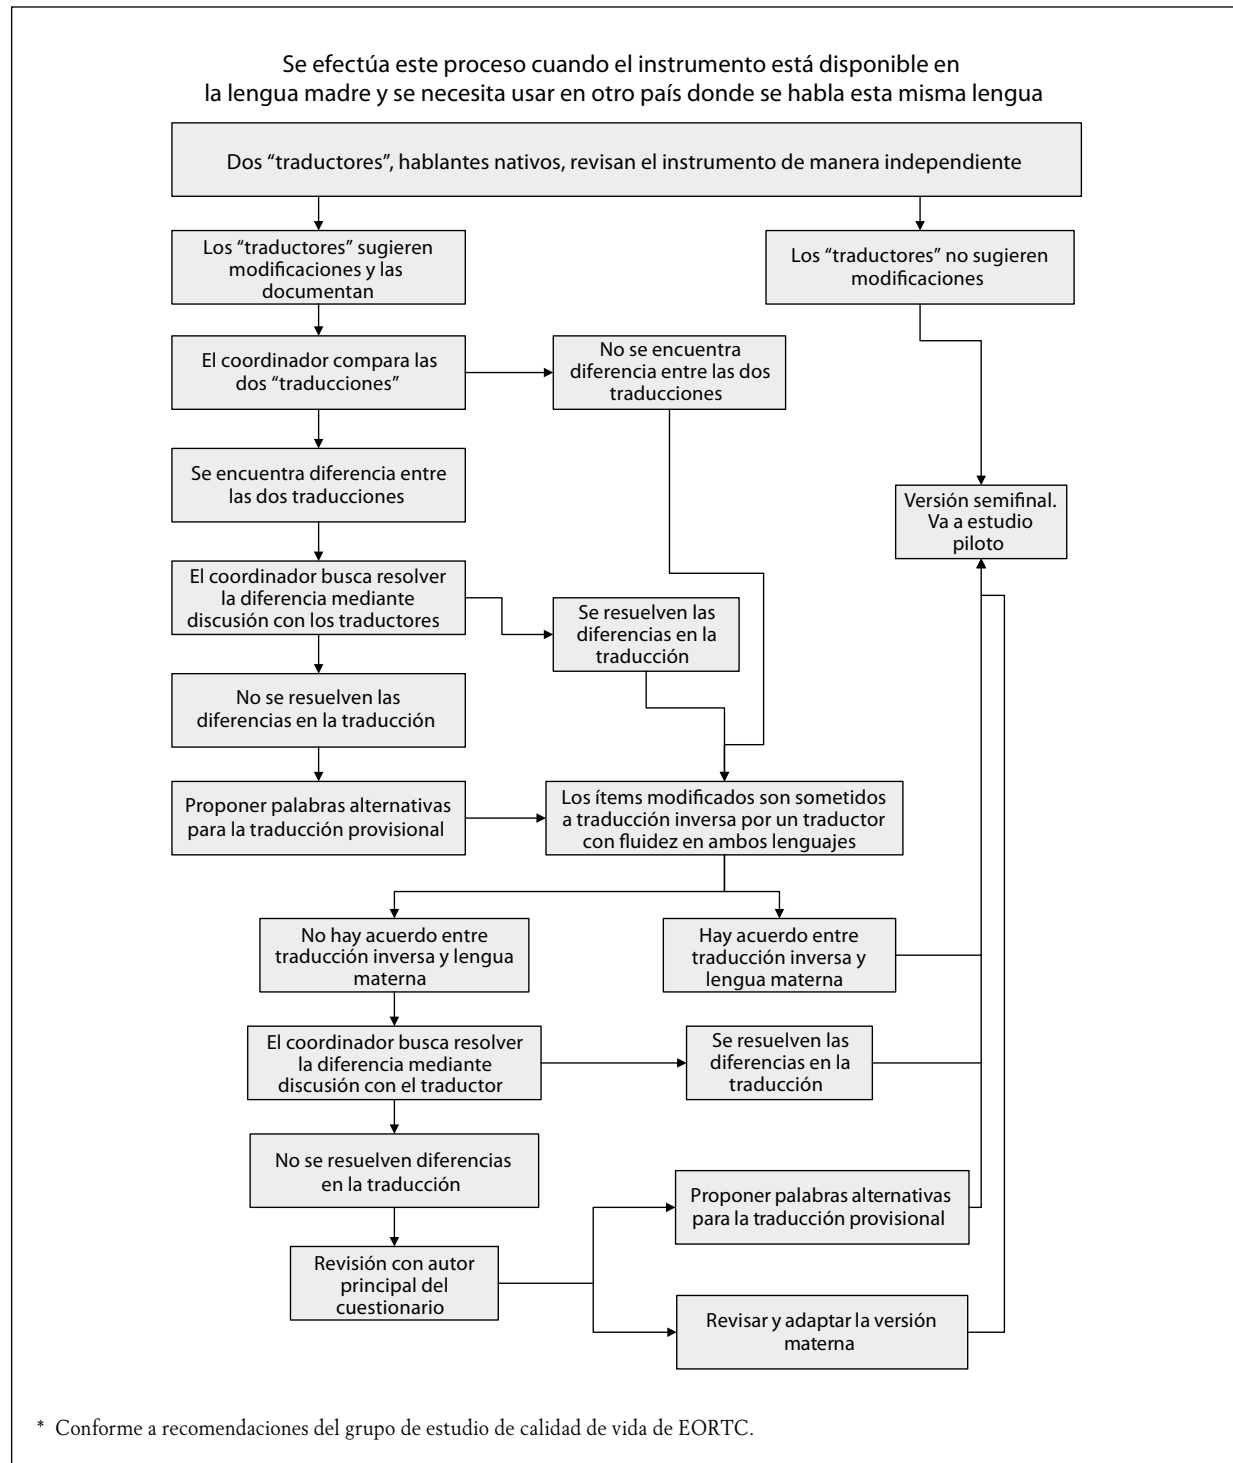 Se efectúa este proceso cuando el instrumento está disponible en
la lengua madre y se necesita usar en otro país donde se habla esta misma lengua
Dos “traductores”, hablantes nativos, revisan el instrumento de manera independiente
Los “traductores” sugieren
modificaciones y las
documentan
Los “traductores” no sugieren
modificaciones
El coordinador compara las
dos “traducciones”
No se encuentra
diferencia entre las dos
traducciones
Se encuentra diferencia entre
las dos traducciones
Versión semifinal.
Va a estudio
piloto
El coordinador busca resolver
la diferencia mediante
discusión con los traductores
Se resuelven las
diferencias en la
traducción
No se resuelven las
diferencias en la traducción
Proponer palabras alternativas
para la traducción provisional
Los ítems modificados son sometidos
a traducción inversa por un traductor
con fluidez en ambos lenguajes
No hay acuerdo entre
traducción inversa y lengua
materna
Hay acuerdo entre
traducción inversa y
lengua materna
El coordinador busca resolver
la diferencia mediante
discusión con el traductor
Se resuelven las
diferencias en la
traducción
No se resuelven diferencias
en la traducción
Proponer palabras alternativas
para la traducción provisional
Revisión con autor
principal del
cuestionario
Revisar y adaptar la versión
materna
* Conforme a recomendaciones del grupo de estudio de calidad de vida de EORTC.